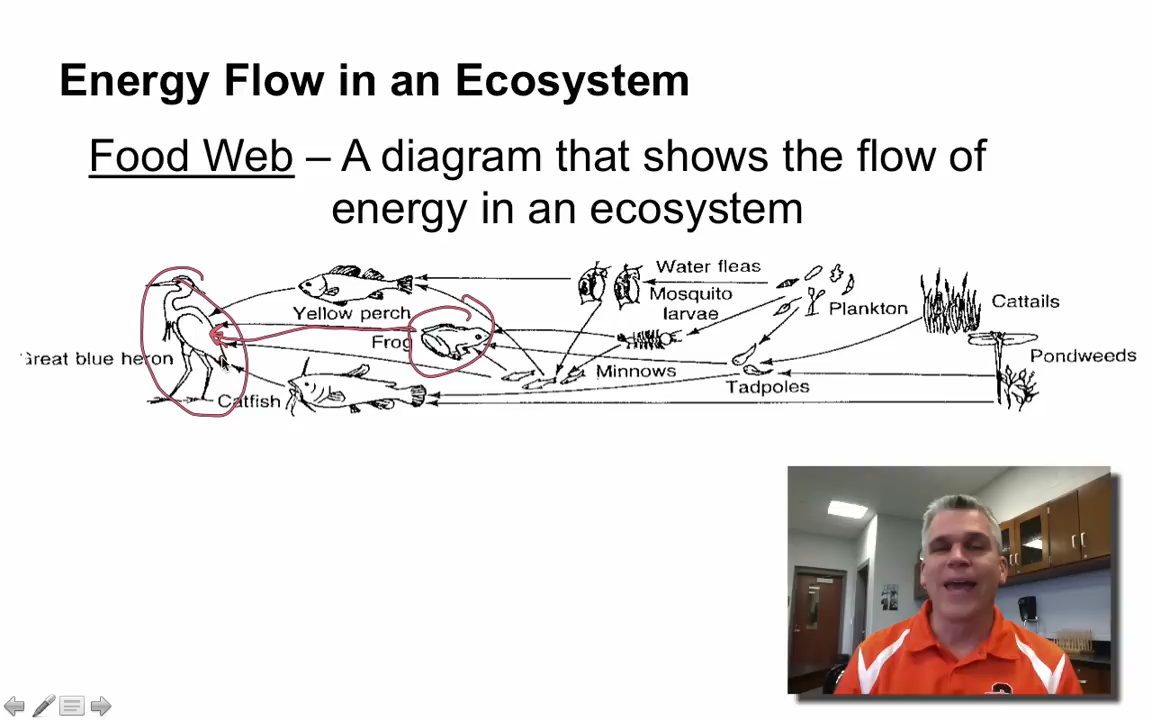 Energy Flow in an Ecosystem
Food Web – A diagram that shows the flow of
energy in an ecosystem
Water fleas
Mosquito
larvae
Plankton
Cattails
Yellow perch
Frog
Great blue heron
Minnows
Pondweeds
Tadpoles
Catfish